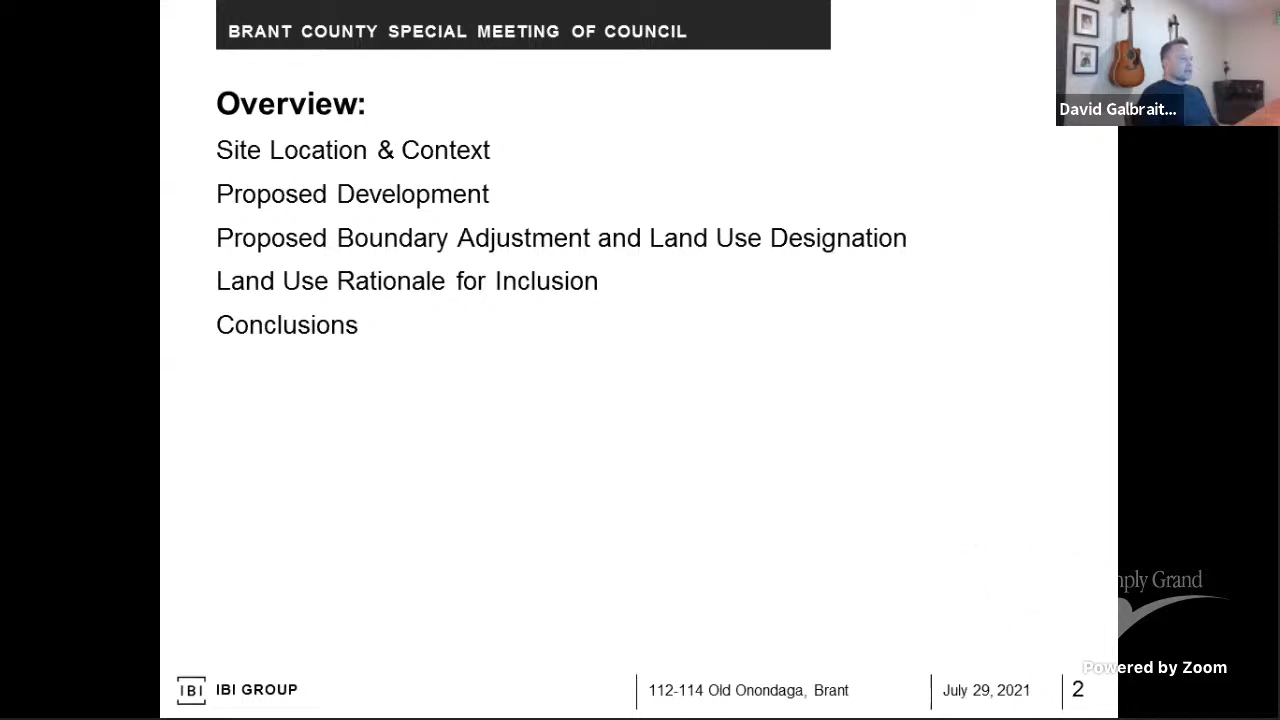 BRANT COUNTY SPECIAL MEETING OF COUNCIL
David Galbrait...
Overview:
Site Location & Context
Proposed Development
Proposed Boundary Adjustment and Land Use Designation
Land Use Rationale for Inclusion
Conclusions
Grand
Powered by Zoom
IBI
IBI GROUP
112-114 Old Onondaga, Brant
July 29, 2021
2